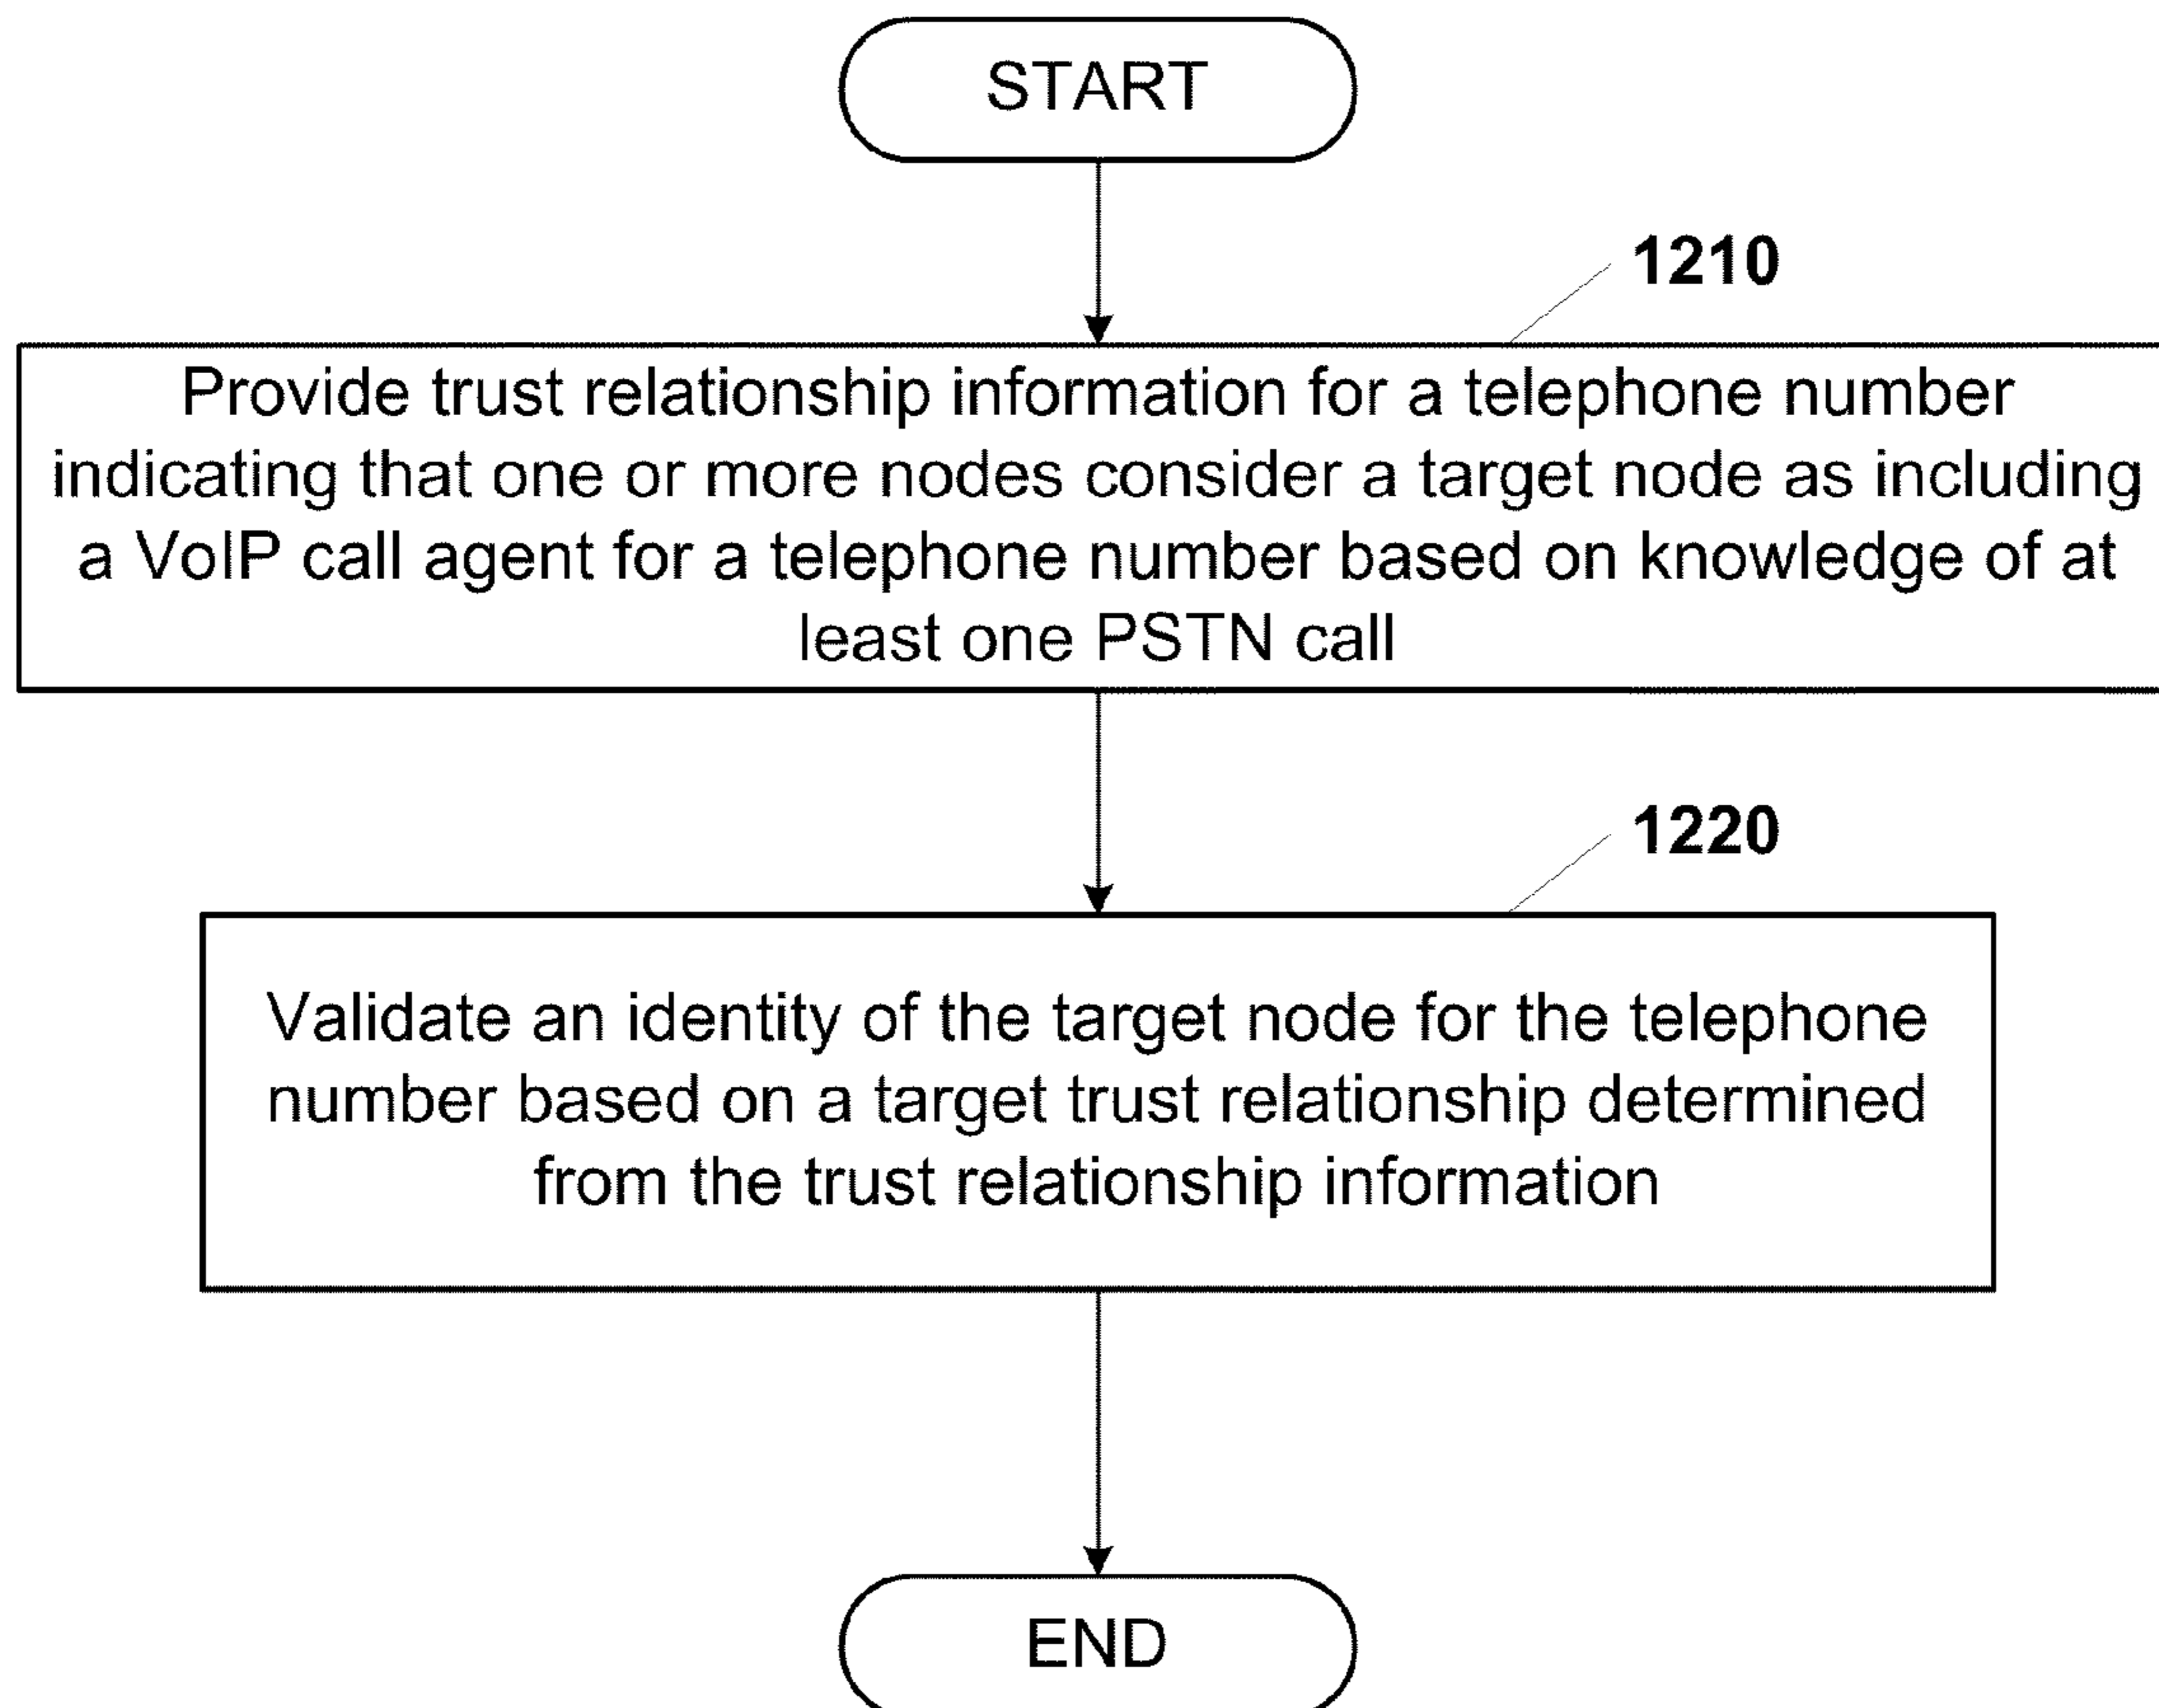 START
1210
Provide trust relationship information for a telephone number
indicating that one or more nodes consider a target node as including
a VoIP call agent for a telephone number based on knowledge of at
least one PSTN call
1220
Validate an identity of the target node for the telephone
number based on a target trust relationship determined
from the trust relationship information
END